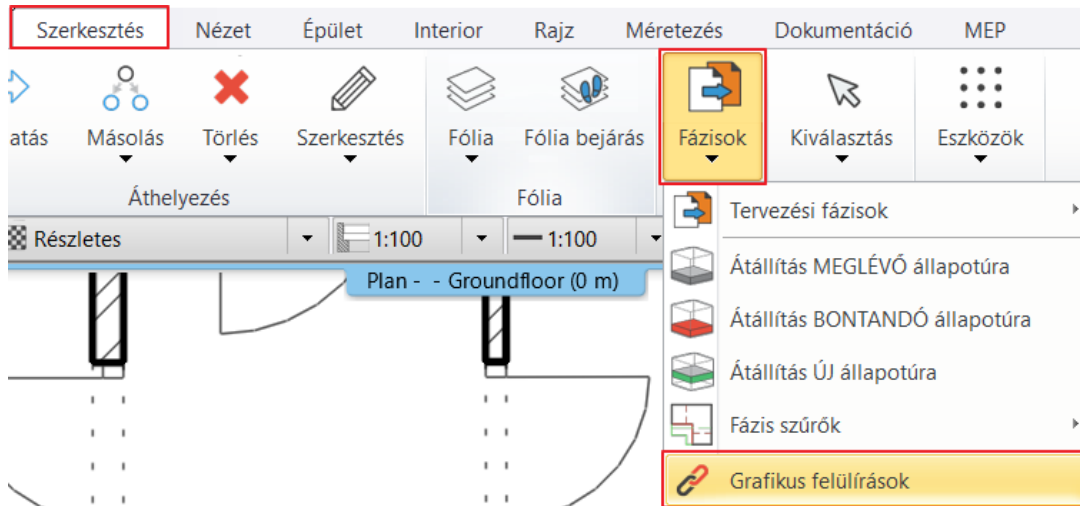 Szerkesztés Nézet Épület Interior Rajz Méretezés Dokumentáció MEP
atás Másolás Törlés Szerkesztés Fólia Fólia bejárás Fázisok Kiválasztás Eszközök
Áthelyezés Fólia
Részletes 1:100 1:100
Plan - - Groundfloor (0 m)
Tervezési fázisok
Átállítás MEGLÉVŐ állapotúra
Átállítás BONTANDÓ állapotúra
Átállítás ÚJ állapotúra
Fázis szűrők
Grafikus felülírások